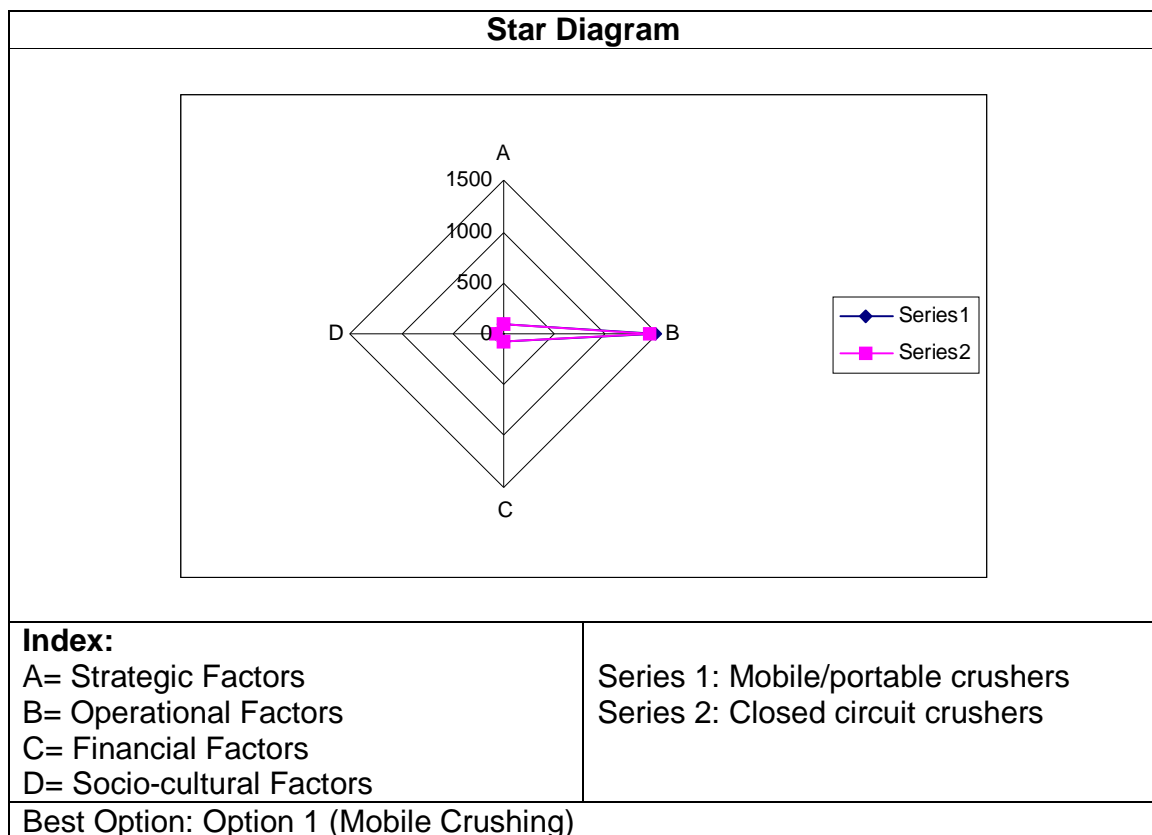 Star Diagram
A
1500
1000
500
D
0
B
C
Series1
Series2
Index:
A= Strategic Factors
B= Operational Factors
C= Financial Factors
D= Socio-cultural Factors
Series 1: Mobile/portable crushers
Series 2: Closed circuit crushers
Best Option: Option 1 (Mobile Crushing)